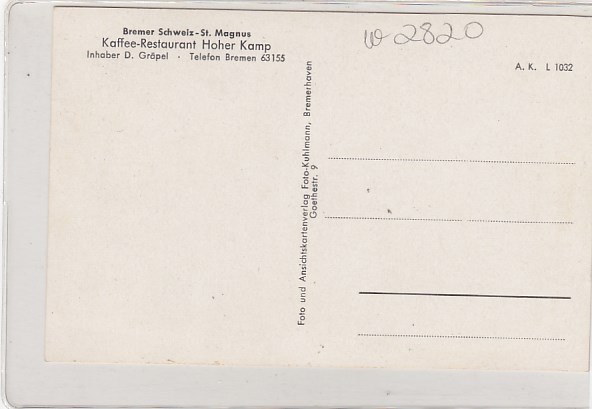 Bremer Schweiz-St. Magnus
Kaffee-Restaurant Hoher Kamp
Inhaber D. Gräpel · Telefon Bremen 63155
W-2820
A. K. L 1032
Foto und Ansichtskartenverlag Foto-Kuhlmann, Bremerhaven
Goethestr. 9